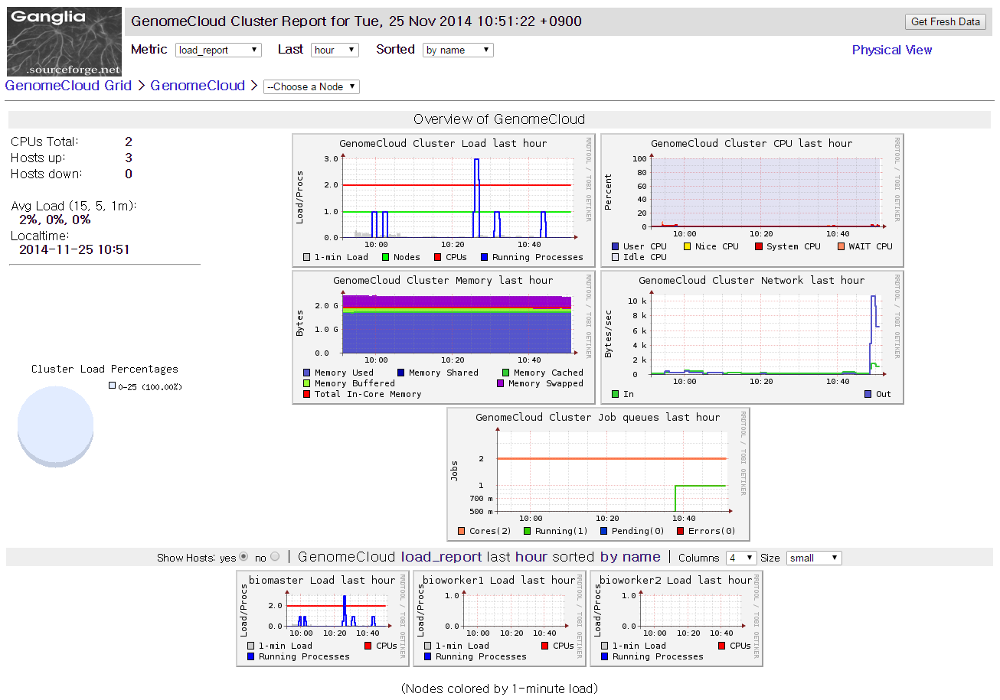 Ganglia
.sourceforge.net
GenomeCloud Cluster Report for Tue, 25 Nov 2014 10:51:22 +0900
Get Fresh Data
Metric load_report Last hour Sorted by name
Physical View
GenomeCloud Grid > GenomeCloud > --Choose a Node
Overview of GenomeCloud
CPUs Total: 2
Hosts up: 3
Hosts down: 0
Avg Load (15, 5, 1m):
2%, 0%, 0%
Localtime:
2014-11-25 10:51
Cluster Load Percentages
0-25 (100.00%)
GenomeCloud Cluster Load last hour
RRDTOOL / TOBI OETIKER
Load/Procs
3.0
2.0
1.0
0.0
10:00 10:20 10:40
1-min Load Nodes CPUs Running Processes
GenomeCloud Cluster CPU last hour
RRDTOOL / TOBI OETIKER
Percent
100
80
60
40
20
0
10:00 10:20 10:40
User CPU Nice CPU System CPU WAIT CPU
Idle CPU
GenomeCloud Cluster Memory last hour
RRDTOOL / TOBI OETIKER
Bytes
2.0 G
1.0 G
0.0
10:00 10:20 10:40
Memory Used Memory Shared Memory Cached
Memory Buffered Memory Swapped
Total In-Core Memory
GenomeCloud Cluster Network last hour
RRDTOOL / TOBI OETIKER
Bytes/sec
10 k
8 k
6 k
4 k
2 k
0
10:00 10:20 10:40
In Out
GenomeCloud Cluster Job queues last hour
RRDTOOL / TOBI OETIKER
Jobs
2
1
700 m
500 m
10:00 10:20 10:40
Cores(2) Running(1) Pending(0) Errors(0)
Show Hosts: yes no | GenomeCloud load_report last hour sorted by name | Columns 4 Size small
biomaster Load last hour
RRDTOOL / TOBI OETIKER
Load/Procs
2.0
0.0
10:00 10:20 10:40
1-min Load CPUs
Running Processes
bioworker1 Load last hour
RRDTOOL / TOBI OETIKER
Load/Procs
1.0
0.0
10:00 10:20 10:40
1-min Load CPUs
Running Processes
bioworker2 Load last hour
RRDTOOL / TOBI OETIKER
Load/Procs
1.0
0.0
10:00 10:20 10:40
1-min Load CPUs
Running Processes
(Nodes colored by 1-minute load)